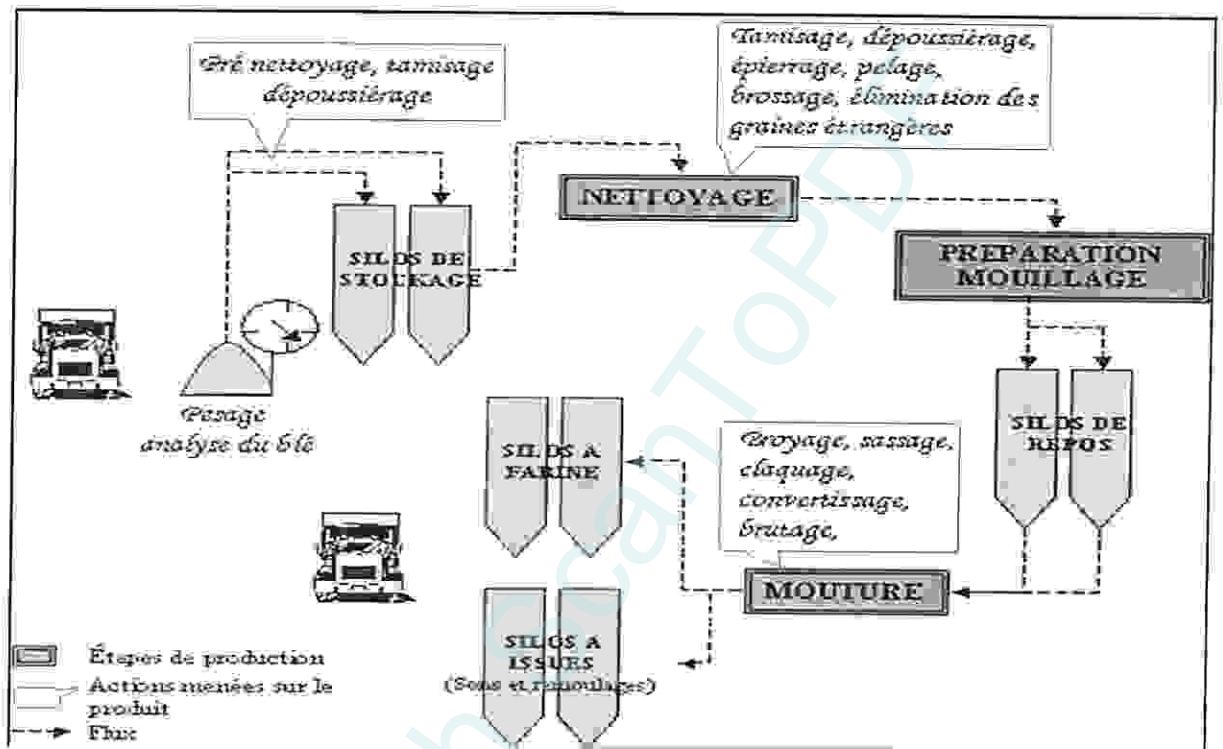 Pré nettoyage, tamisage
dépoussiérage
Tamisage, dépoussiérage,
épierrage, pelage,
brossage, élimination des
graines étrangères
NETTOYAGE
SILOS DE
STOCKAGE
PREPARATION
MOUILLAGE
Pesage
analyse du blé
SILOS DE
REPOS
SILOS A
FARINE
Broyage, sassage,
claquage,
convertissage,
brutage,
MOUTURE
SILOS A
ISSUES
(Sons et remoulages)
Étapes de production
Actions menées sur le
produit
Flux
ScanToPDF